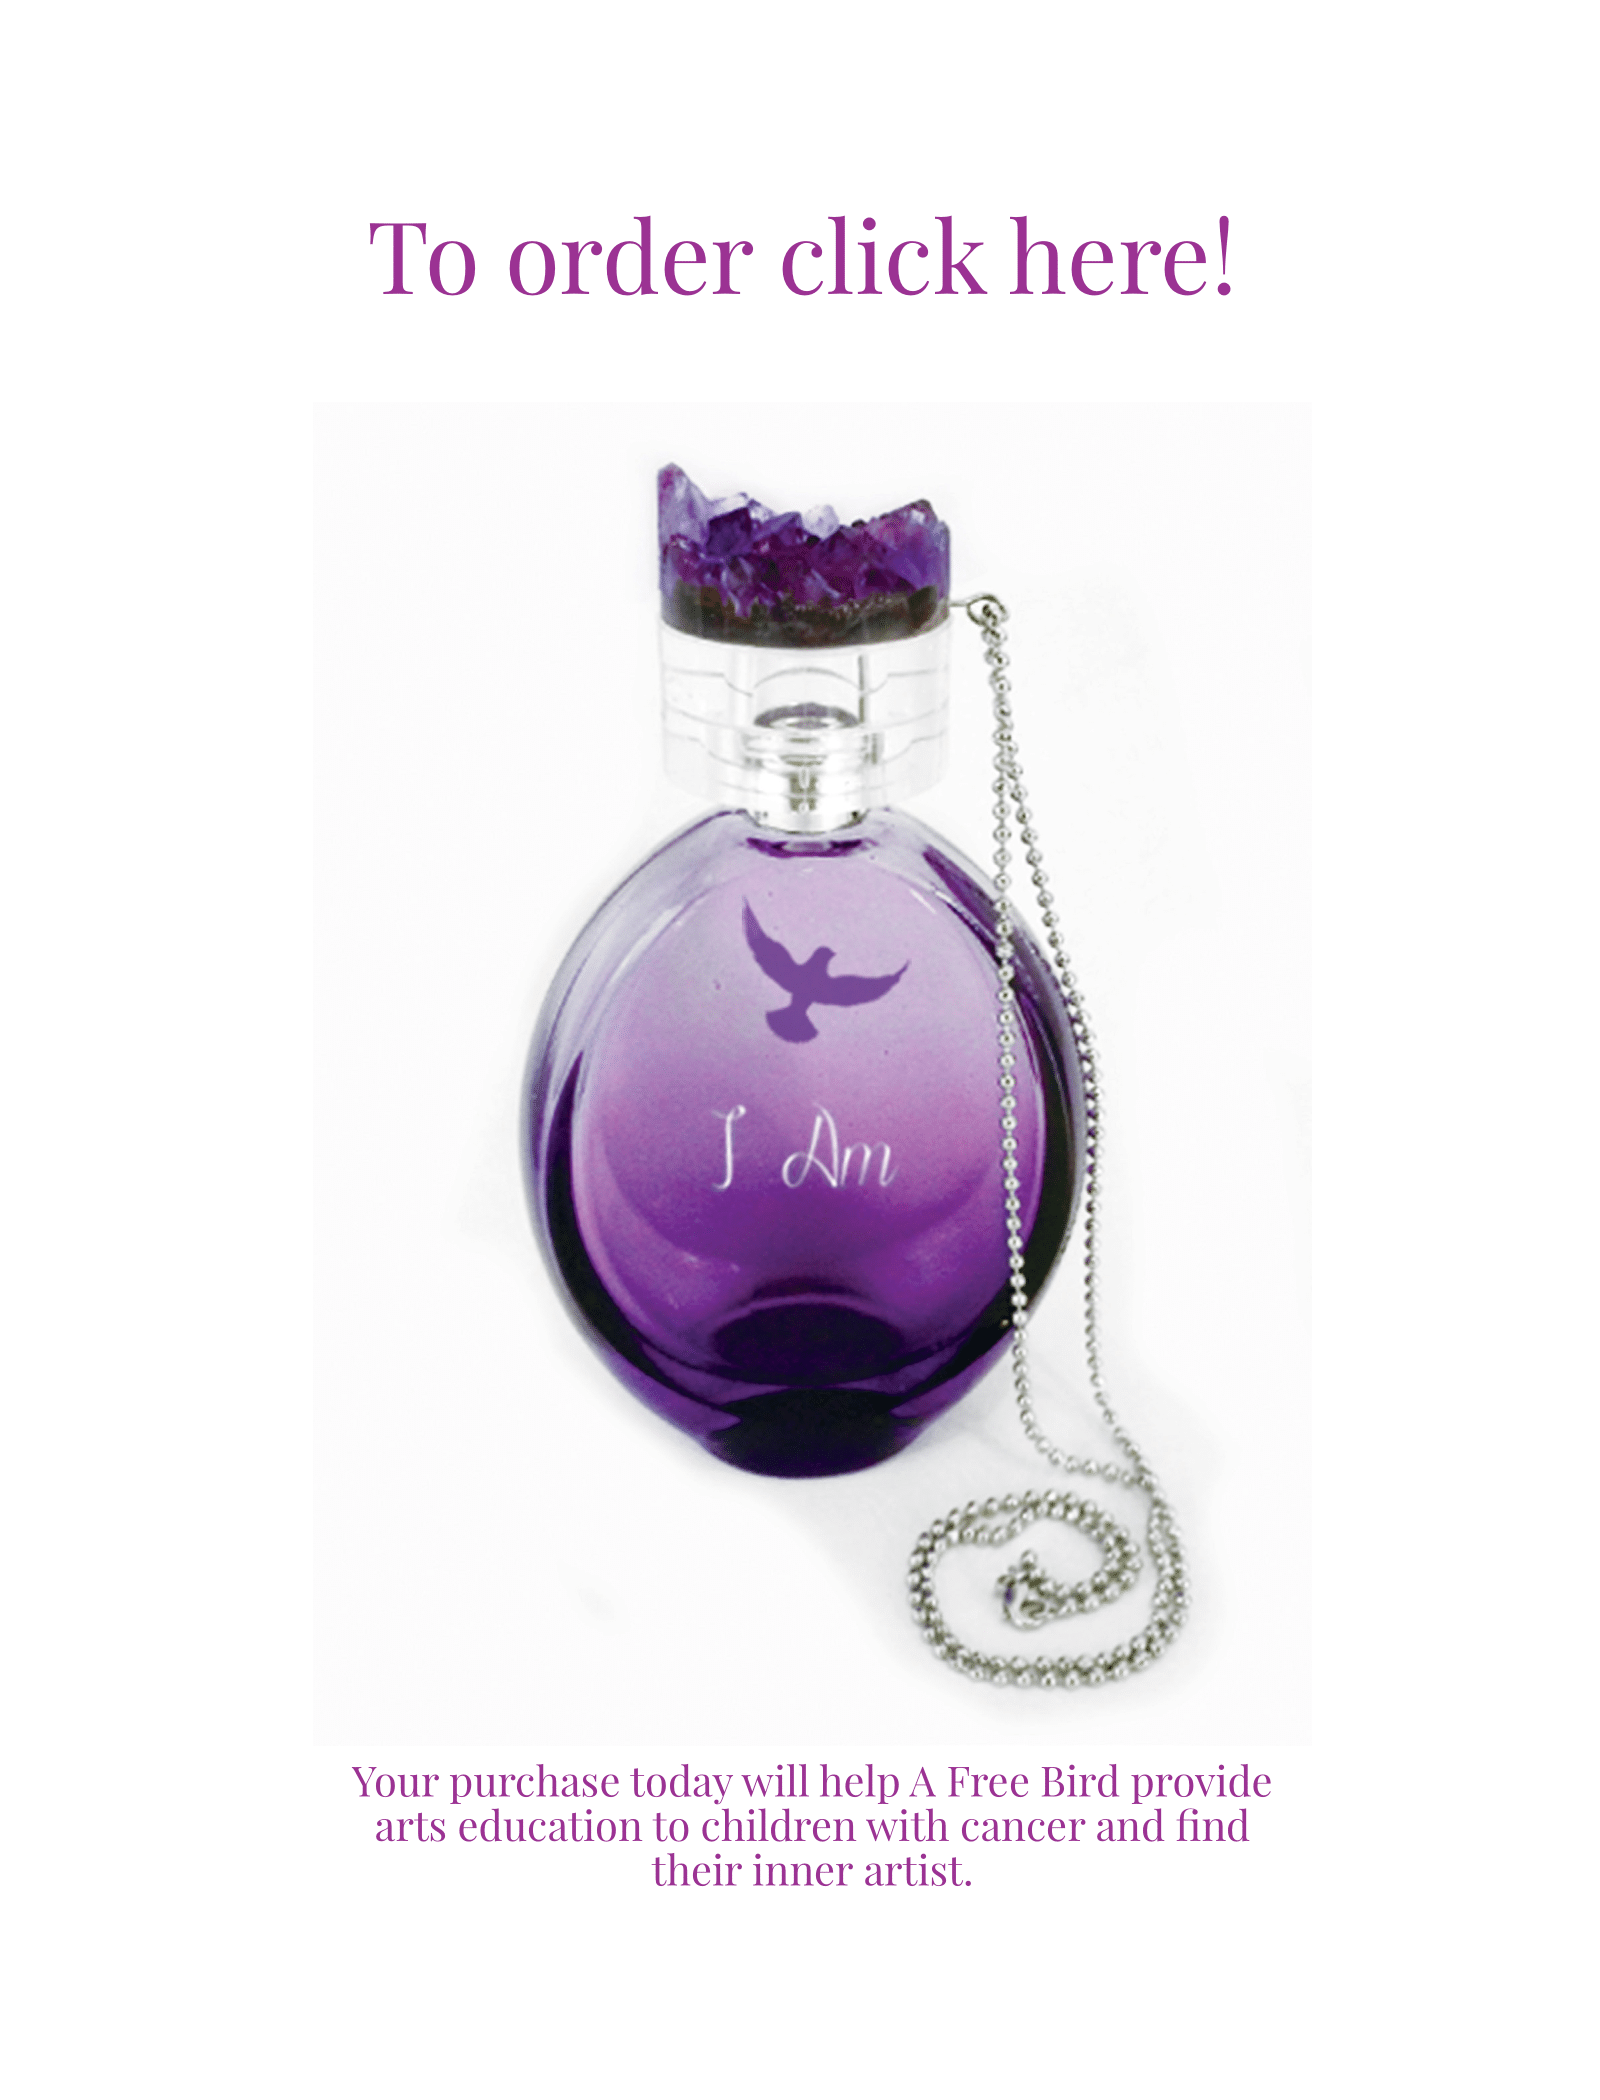 To order click here!
I Am
Your purchase today will help A Free Bird provide
arts education to children with cancer and find
their inner artist.